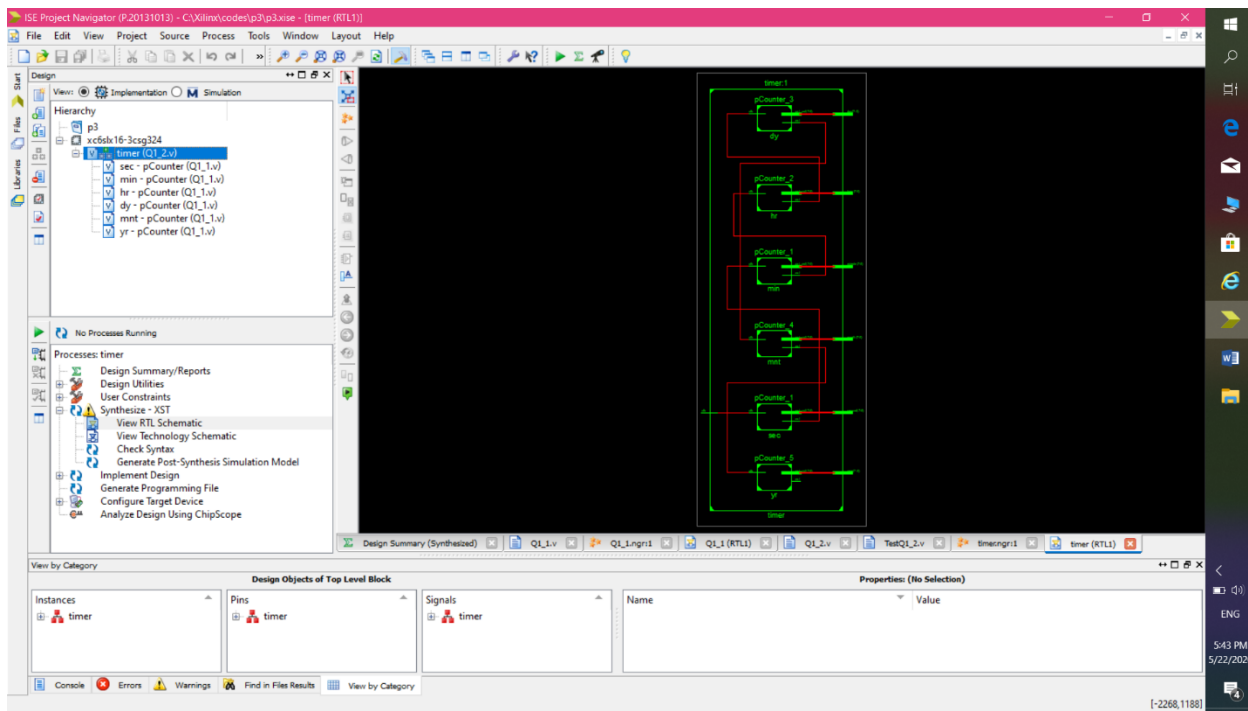 ISE Project Navigator (P.20131013) - C:\Xilinx\codes\p3\p3.xise - [timer (RTL1)]
File Edit View Project Source Process Tools Window Layout Help
Design
View: Implementation Simulation
Hierarchy
p3
xc6slx16-3csg324
timer (Q1_2.v)
sec - pCounter (Q1_1.v)
min - pCounter (Q1_1.v)
hr - pCounter (Q1_1.v)
dy - pCounter (Q1_1.v)
mnt - pCounter (Q1_1.v)
yr - pCounter (Q1_1.v)
Start
Files
Libraries
No Processes Running
Processes: timer
Design Summary/Reports
Design Utilities
User Constraints
Synthesize - XST
View RTL Schematic
View Technology Schematic
Check Syntax
Generate Post-Synthesis Simulation Model
Implement Design
Generate Programming File
Configure Target Device
Analyze Design Using ChipScope
timer:1
pCounter_3
dy
pCounter_2
hr
pCounter_1
min
pCounter_4
mnt
pCounter_1
sec
pCounter_5
yr
timer
Design Summary (Synthesized) Q1_1.v Q1_1.ngr:1 Q1_1 (RTL1) Q1_2.v TestQ1_2.v timer.ngr:1 timer (RTL1)
View by Category
Design Objects of Top Level Block
Properties: (No Selection)
Instances
timer
Pins
timer
Signals
timer
Name Value
Console Errors Warnings Find in Files Results View by Category
[-2268,1188]
ENG
5:43 PM
5/22/202
4